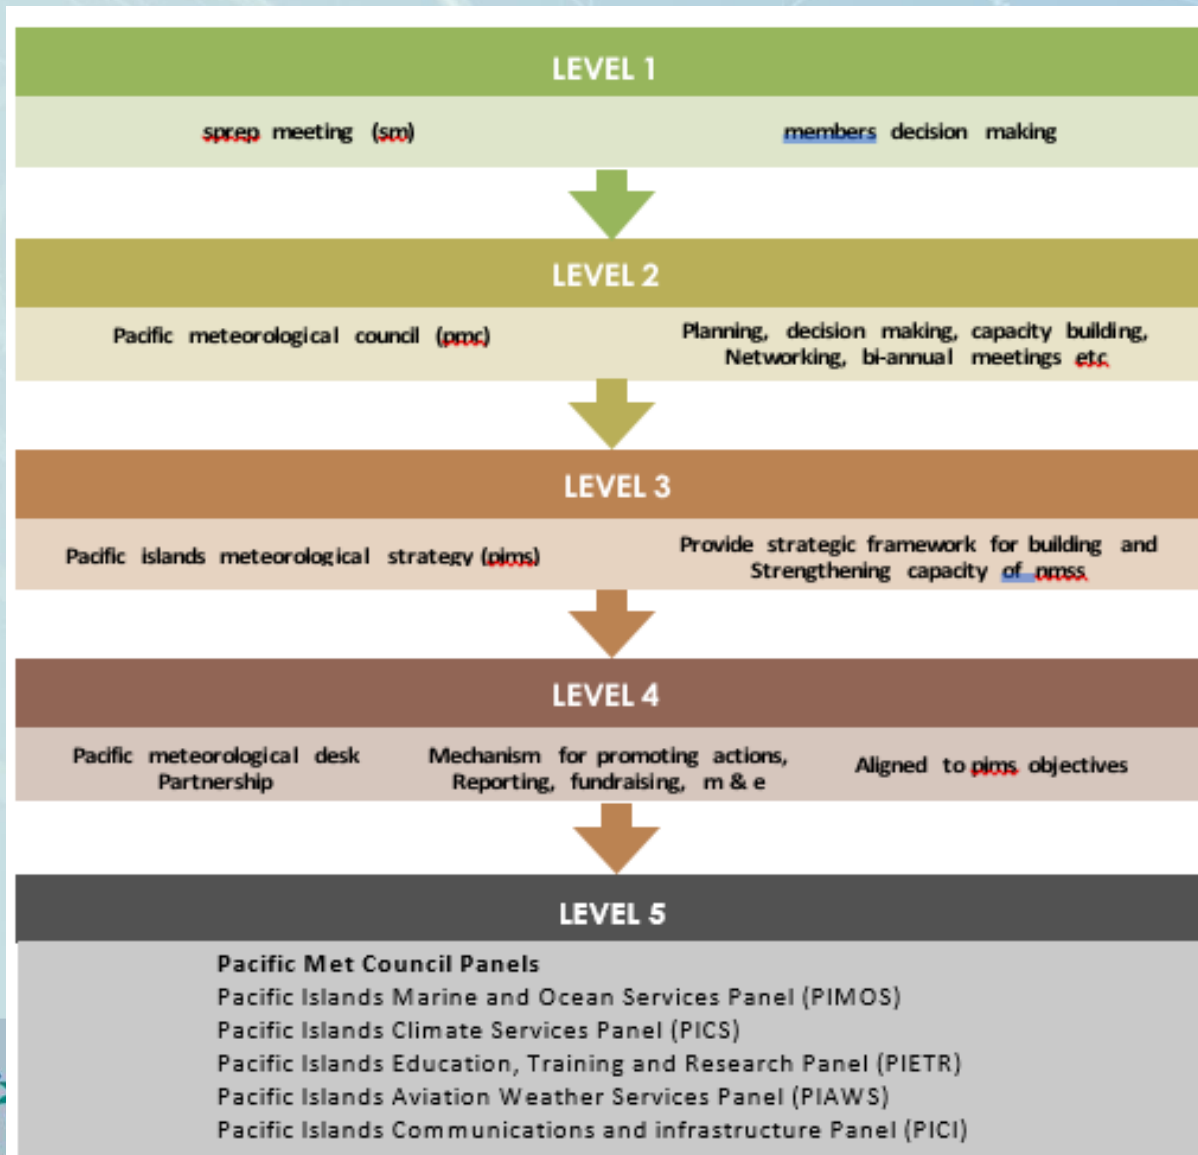 LEVEL 1
sprep meeting (sm)
members decision making
LEVEL 2
Pacific meteorological council (pmc)
Planning, decision making, capacity building,
Networking, bi-annual meetings etc
LEVEL 3
Pacific islands meteorological strategy (pims)
Provide strategic framework for building and
Strengthening capacity of nmss
LEVEL 4
Pacific meteorological desk
Partnership
Mechanism for promoting actions,
Reporting, fundraising, m & e
Aligned to pims objectives
LEVEL 5
Pacific Met Council Panels
Pacific Islands Marine and Ocean Services Panel (PIMOS)
Pacific Islands Climate Services Panel (PICS)
Pacific Islands Education, Training and Research Panel (PIETR)
Pacific Islands Aviation Weather Services Panel (PIAWS)
Pacific Islands Communications and infrastructure Panel (PICI)